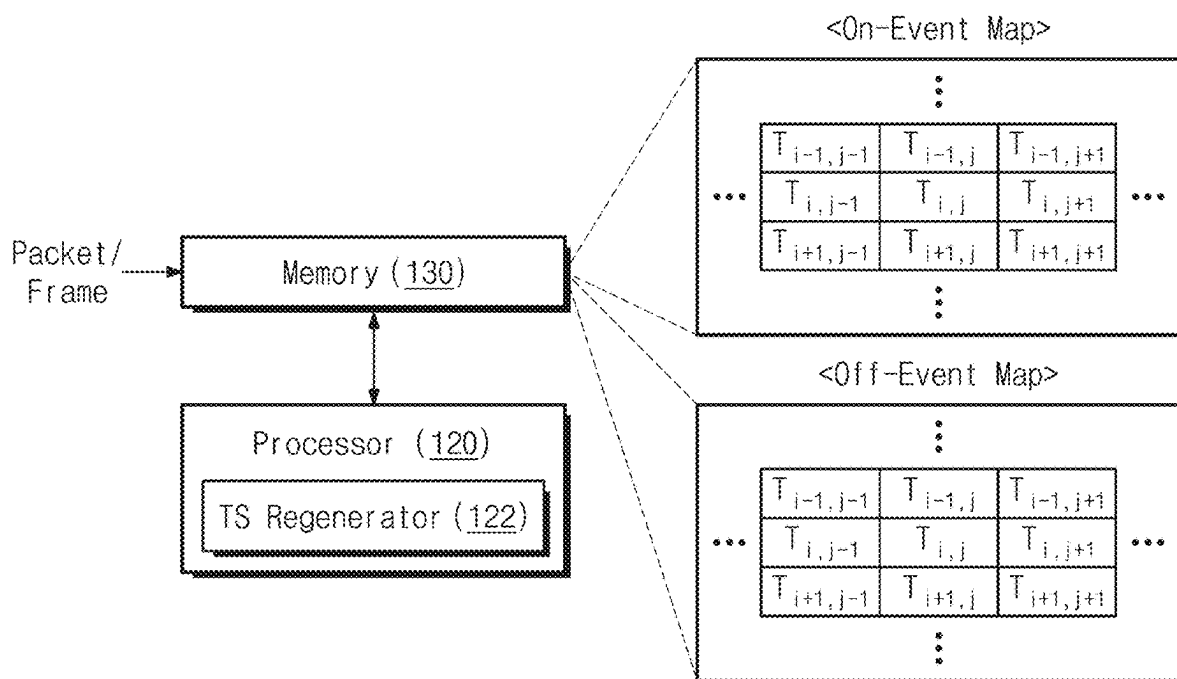 <On-Event Map>
⋮
T i-1,j-1 T i-1,j T i-1,j+1
... T i,j-1 T i,j T i,j+1 ...
T i+1,j-1 T i+1,j T i+1,j+1
⋮
Packet/
Frame
Memory (130)
Processor (120)
TS Regenerator (122)
<Off-Event Map>
⋮
T i-1,j-1 T i-1,j T i-1,j+1
... T i,j-1 T i,j T i,j+1 ...
T i+1,j-1 T i+1,j T i+1,j+1
⋮